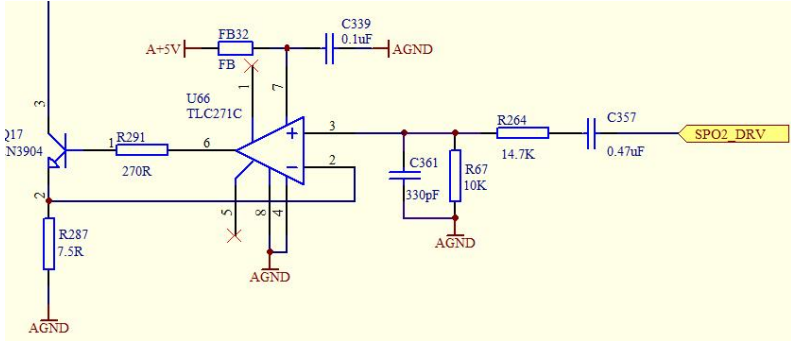 C339
FB32
A+5V
0.1uF
AGND
FB
1
7
U66
TLC271C
3
Q17
N3904
1
R291
270R
6
+
3
R264
C357
SPO2_DRV
14.7K
0.47uF
-
2
C361
330pF
R67
10K
2
5
8
4
R287
7.5R
AGND
AGND
AGND